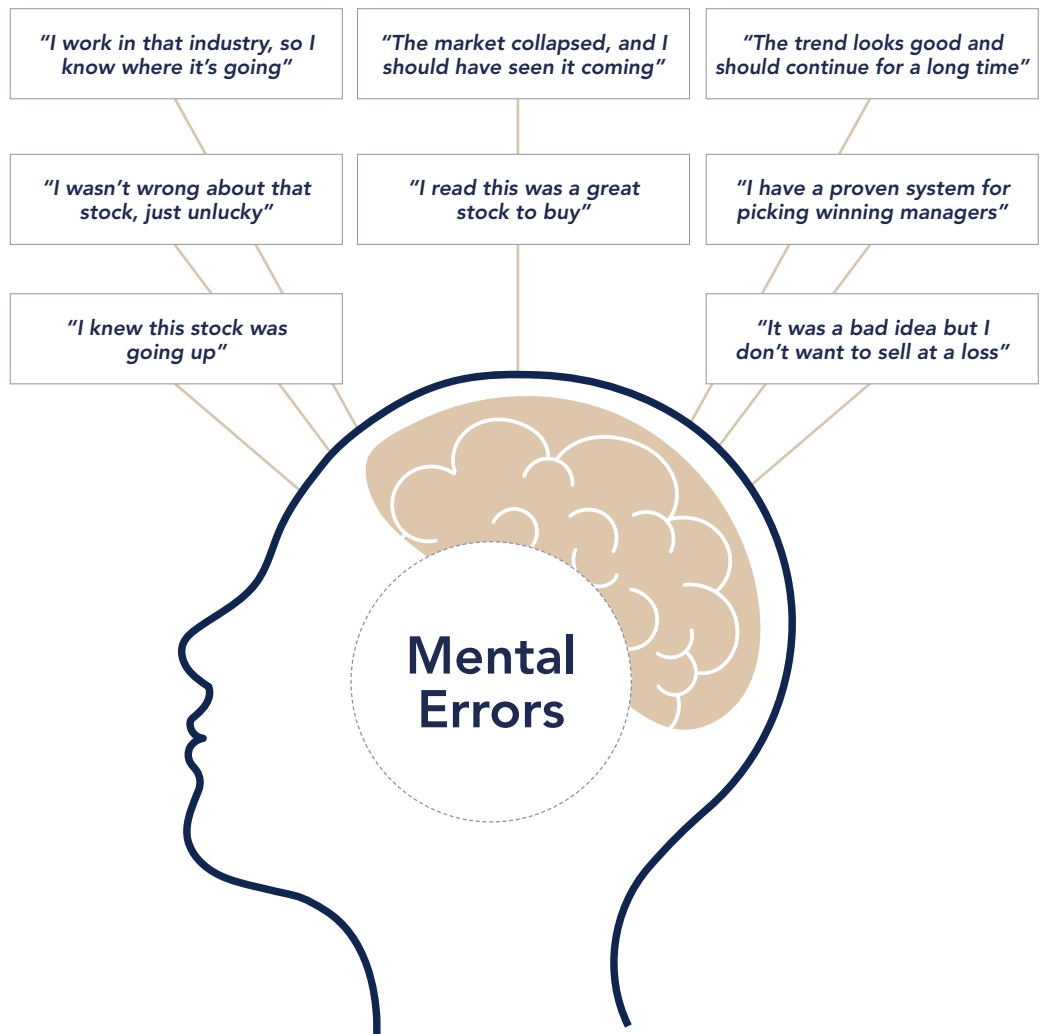 “I work in that industry, so I
know where it’s going”
“The market collapsed, and I
should have seen it coming”
“The trend looks good and
should continue for a long time”
“I wasn’t wrong about that
stock, just unlucky”
“I read this was a great
stock to buy”
“I have a proven system for
picking winning managers”
“I knew this stock was
going up”
“It was a bad idea but I
don’t want to sell at a loss”
Mental
Errors